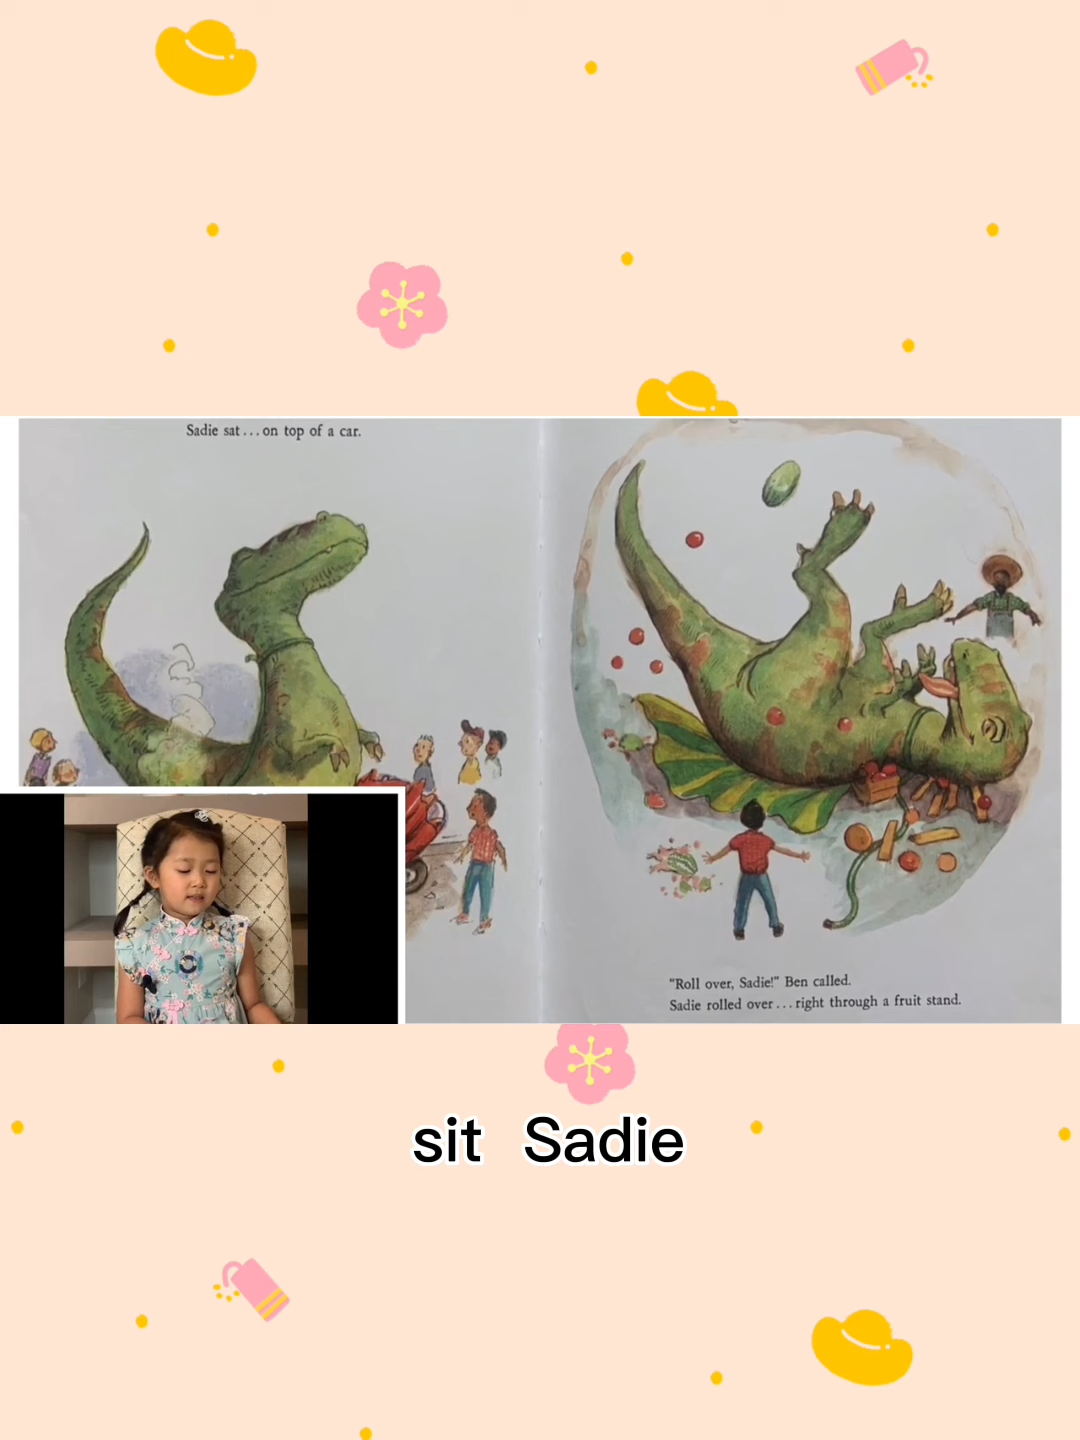 Sadie sat...on top of a car.
"Roll over, Sadie!" Ben called.
Sadie rolled over...right through a fruit stand.
sit Sadie